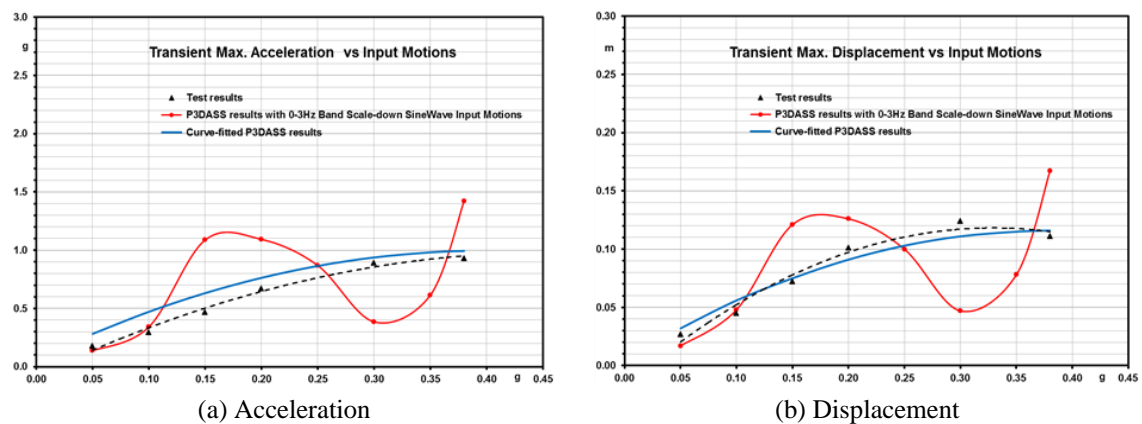 3.0
g
2.5
2.0
1.5
1.0
0.5
0.0
Transient Max. Acceleration vs Input Motions
Test results
P3DASS results with 0-3Hz Band Scale-down SineWave Input Motions
Curve-fitted P3DASS results
0.00 0.05 0.10 0.15 0.20 0.25 0.30 0.35 0.40 g 0.45
(a) Acceleration
0.30
m
0.25
0.20
0.15
0.10
0.05
0.00
Transient Max. Displacement vs Input Motions
Test results
P3DASS results with 0-3Hz Band Scale-down SineWave Input Motions
Curve-fitted P3DASS results
0.00 0.05 0.10 0.15 0.20 0.25 0.30 0.35 0.40 g 0.45
(b) Displacement